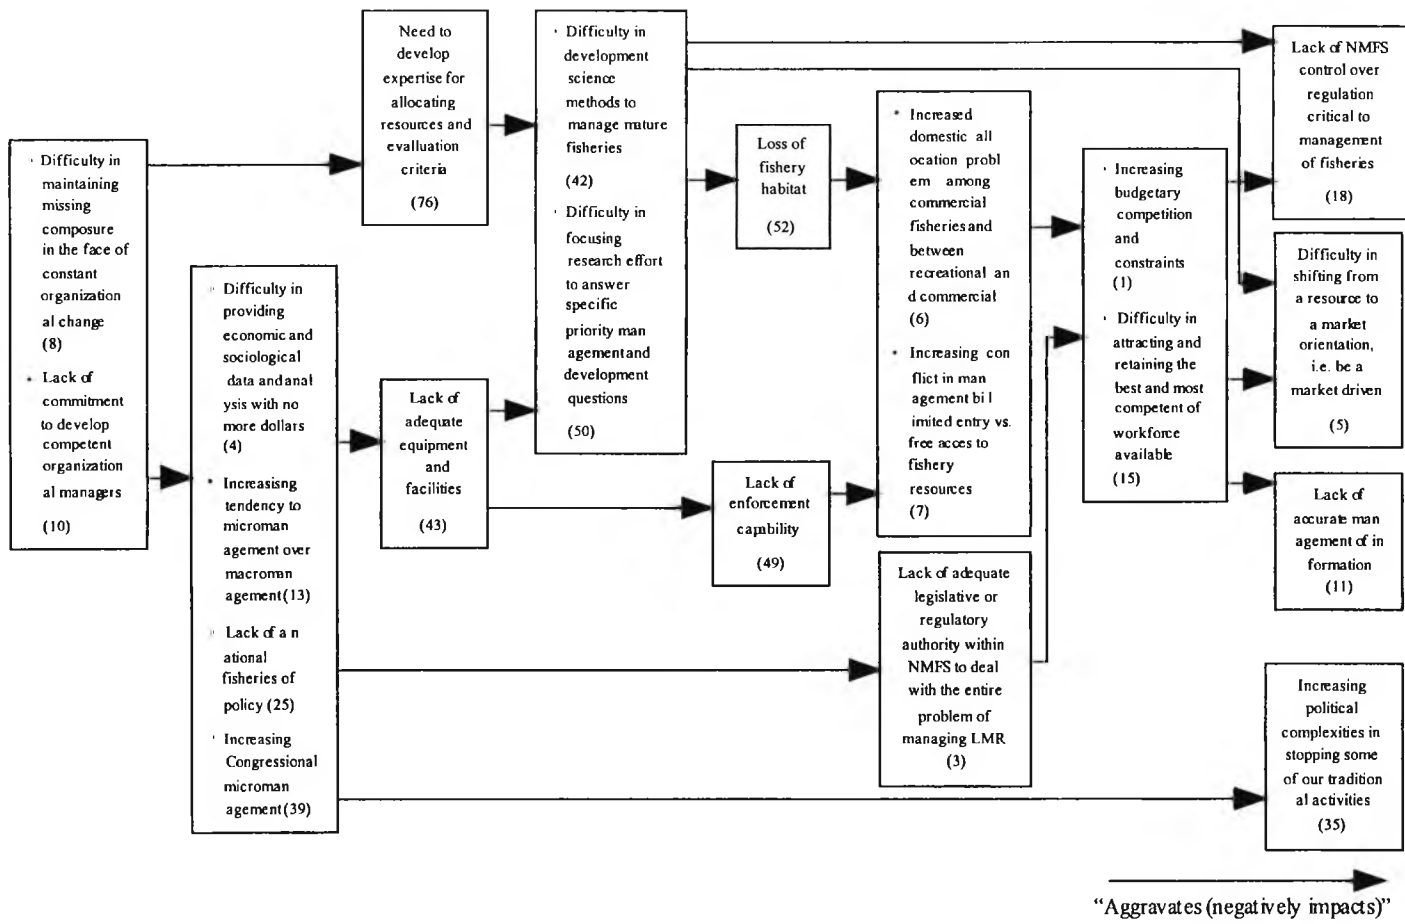 · Difficulty in
maintaining
missing
composure
in the face of
constant
organization
al change
(8)
• Lack of
commitment
to develop
competent
organization
al managers
(10)
Need to
develop
expertise for
allocating
resources and
evaluation
criteria
(76)
Difficulty in
providing
economic and
sociological
data and anal
ysis with no
more dollars
(4)
• Increasisng
tendency to
microman
agement over
macroman
agement (13)
Lack of a n
ational
fisheries of
policy (25)
· Increasing
Congressional
microman
agement (39)
Lack of
adequate
equipment
and
facilities
(43)
· Difficulty in
development
science
methods to
manage mature
fisheries
(42)
· Difficulty in
focusing
research effort
to answer
specific
priority man
agement and
development
questions
(50)
Loss of
fishery
habitat
(52)
Lack of
enforcement
capability
(49)
• Increased
domestic all
ocation probl
em among
commercial
fisheries and
between
recreational an
d commercial
(6)
• Increasing con
flict in man
agement bi l
imited entry vs.
free acces to
fishery
resources
(7)
Lack of adequate
legislative or
regulatory
authority within
NMFS to deal
with the entire
problem of
managing LMR
(3)
· Increasing
budgetary
competition
and
constraints
(1)
· Difficulty in
attracting and
retaining the
best and most
competent of
workforce
available
(15)
Lack of NMFS
control over
regulation
critical to
management
of fisheries
(18)
Difficulty in
shifting from
a resource to
a market
orientation,
i.e. be a
market driven
(5)
Lack of
accurate man
agement of in
formation
(11)
Increasing
political
complexities in
stopping some
of our tradition
al activities
(35)
“Aggravates (negatively impacts)”